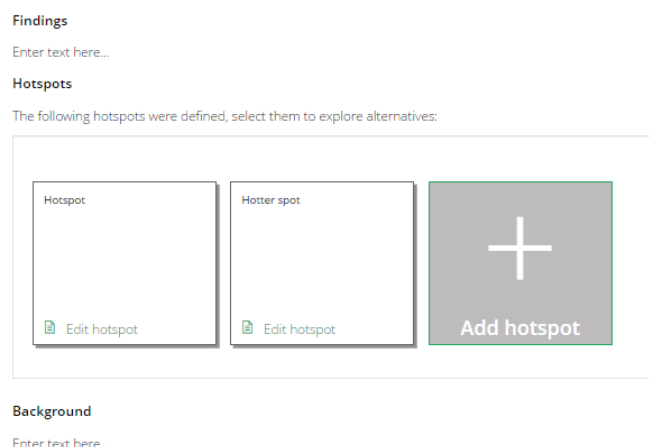 Findings
Enter text here...
Hotspots
The following hotspots were defined, select them to explore alternatives:
Hotspot
Hotter spot
Edit hotspot
Edit hotspot
Add hotspot
Background
Enter text here